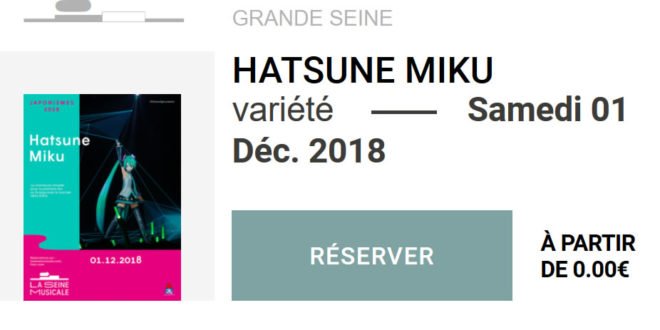 GRANDE SEINE
HATSUNE MIKU
variété — Samedi 01
Déc. 2018
JAPONISMES
2018
Hatsune
Miku
01.12.2018
LA SEINE
MUSICALE
RÉSERVER
À PARTIR
DE 0.00€